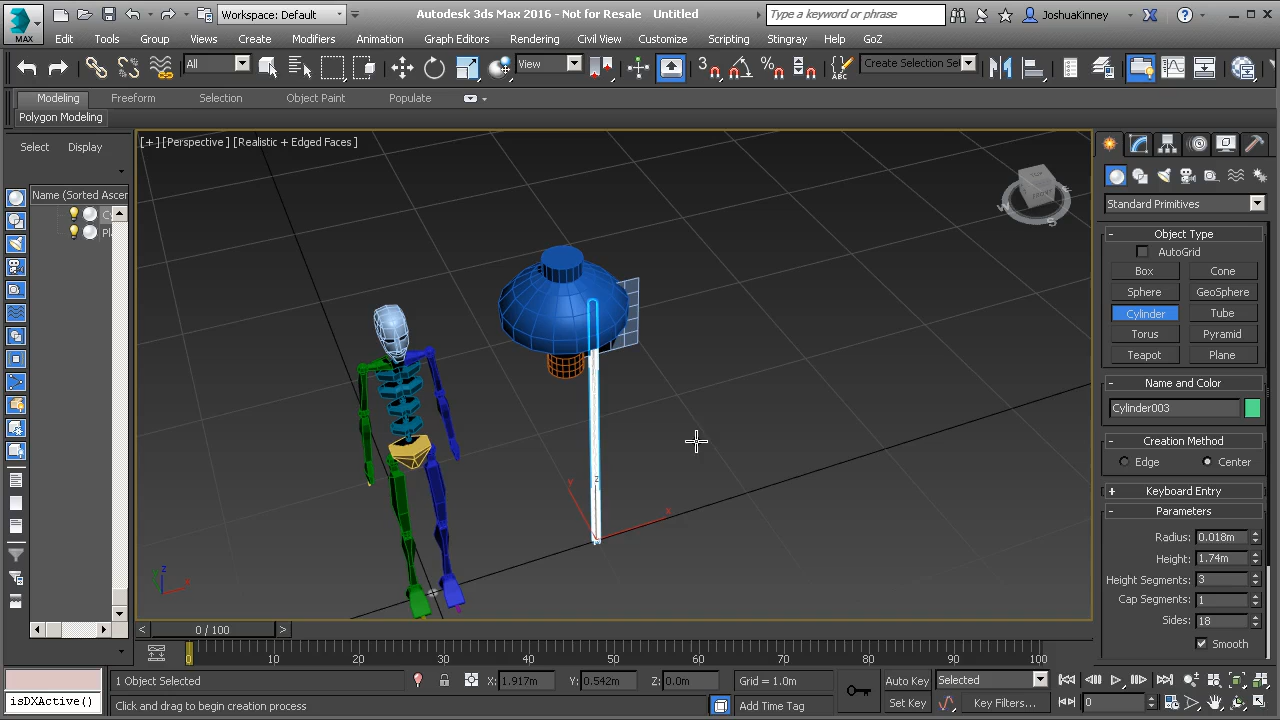 MAX
Workspace: Default
Autodesk 3ds Max 2016 - Not for Resale Untitled
Type a keyword or phrase
JoshuaKinney
Edit Tools Group Views Create Modifiers Animation Graph Editors Rendering Civil View Customize Scripting Stingray Help GoZ
All
View
3
Create Selection Se
Modeling Freeform Selection Object Paint Populate
Polygon Modeling
Select Display
[+] [Perspective] [Realistic + Edged Faces]
Name (Sorted Ascen
Cy
Pl
TOP
FRONT
W
S
Standard Primitives
- Object Type
AutoGrid
Box Cone
Sphere GeoSphere
Cylinder Tube
Torus Pyramid
Teapot Plane
- Name and Color
Cylinder003
- Creation Method
Edge Center
+ Keyboard Entry
- Parameters
Radius: 0.018m
Height: 1.74m
Height Segments: 3
Cap Segments: 1
Sides: 18
Smooth
z
y
x
z
< 0 / 100 >
0 10 20 30 40 50 60 70 80 90 100
1 Object Selected
X: 1.917m Y: 0.542m Z: 0.0m
Grid = 1.0m
Auto Key
Selected
isDXActive()
Click and drag to begin creation process
Add Time Tag
Set Key
Key Filters...
0